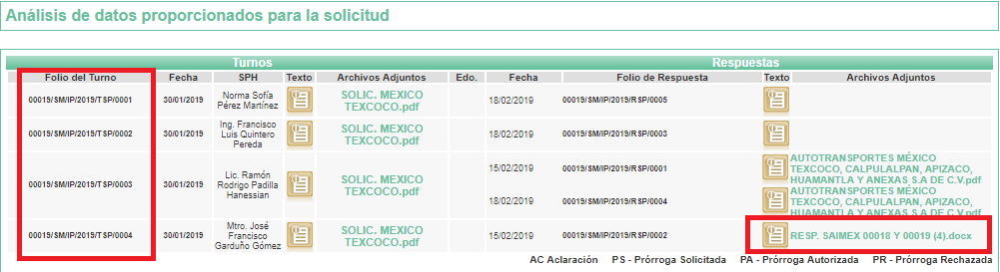 Análisis de datos proporcionados para la solicitud
Turnos Respuestas
Folio del Turno Fecha SPH Texto Archivos Adjuntos Edo. Fecha Folio de Respuesta Texto Archivos Adjuntos
00019/SM/IP/2019/TSP/0001 30/01/2019 Norma Sofía
Pérez Martínez
SOLIC. MEXICO
TEXCOCO.pdf
18/02/2019 00019/SM/IP/2019/RSP/0005
00019/SM/IP/2019/TSP/0002 30/01/2019 Ing. Francisco
Luis Quintero
Pereda
SOLIC. MEXICO
TEXCOCO.pdf
18/02/2019 00019/SM/IP/2019/RSP/0003
00019/SM/IP/2019/TSP/0003 30/01/2019 Lic. Ramón
Rodrigo Padilla
Hanessian
SOLIC. MEXICO
TEXCOCO.pdf
15/02/2019 00019/SM/IP/2019/RSP/0001
AUTOTRANSPORTES MÉXICO
TEXCOCO, CALPULALPAN, APIZACO,
HUAMANTLA Y ANEXAS S.A DE C.V.pdf
18/02/2019 00019/SM/IP/2019/RSP/0004
AUTOTRANSPORTES MÉXICO
TEXCOCO, CALPULALPAN, APIZACO,
HUAMANTLA Y ANEXAS S.A DE C.V.pdf
00019/SM/IP/2019/TSP/0004 30/01/2019 Mtro. José
Francisco
Garduño Gómez
SOLIC. MEXICO
TEXCOCO.pdf
15/02/2019 00019/SM/IP/2019/RSP/0002 RESP. SAIMEX 00018 Y 00019 (4).docx
AC Aclaración PS - Prórroga Solicitada PA - Prórroga Autorizada PR - Prórroga Rechazada